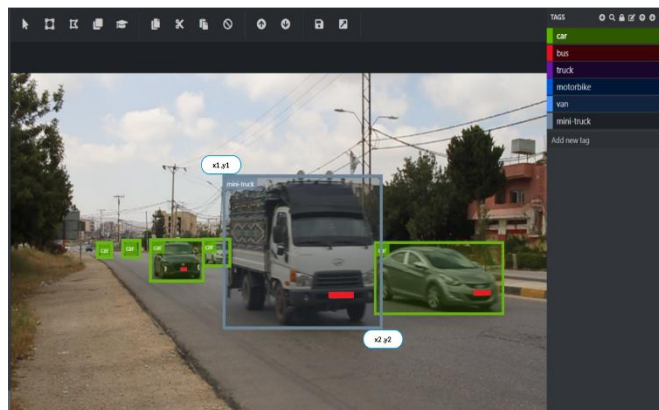 TAGS
car
bus
truck
motorbike
van
mini-truck
Add new tag
x1,y1
mini-truck
car
car
car
car
car
x2,y2